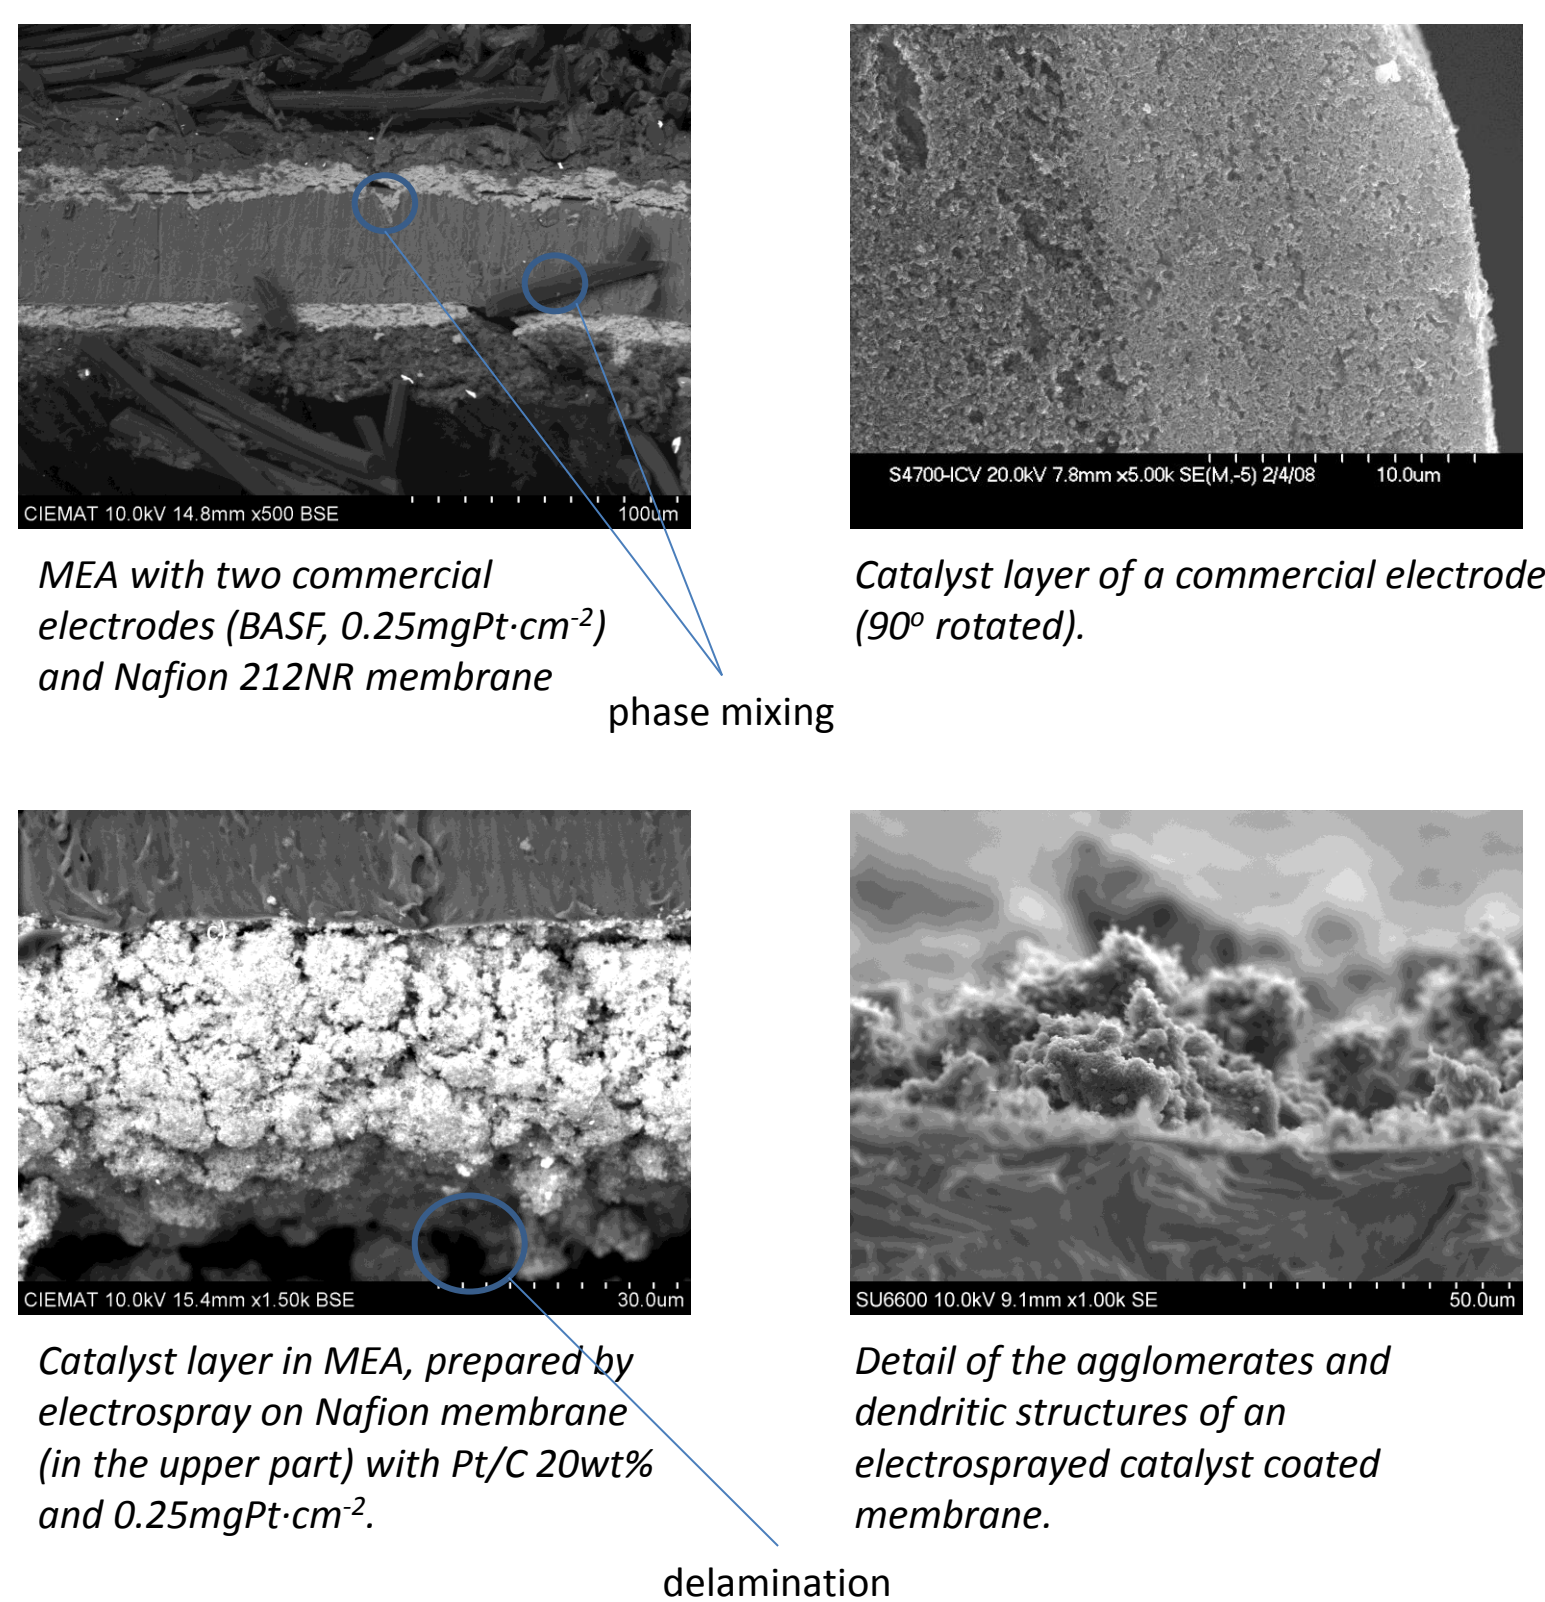 CIEMAT 10.0kV 14.8mm x500 BSE 100um
S4700-ICV 20.0kV 7.8mm x5.00k SE(M,-5) 2/4/08 10.0um
MEA with two commercial
electrodes (BASF, 0.25mgPt·cm⁻²)
and Nafion 212NR membrane
Catalyst layer of a commercial electrode
(90º rotated).
phase mixing
c)
CIEMAT 10.0kV 15.4mm x1.50k BSE 30.0um
SU6600 10.0kV 9.1mm x1.00k SE 50.0um
Catalyst layer in MEA, prepared by
electrospray on Nafion membrane
(in the upper part) with Pt/C 20wt%
and 0.25mgPt·cm⁻².
Detail of the agglomerates and
dendritic structures of an
electrosprayed catalyst coated
membrane.
delamination